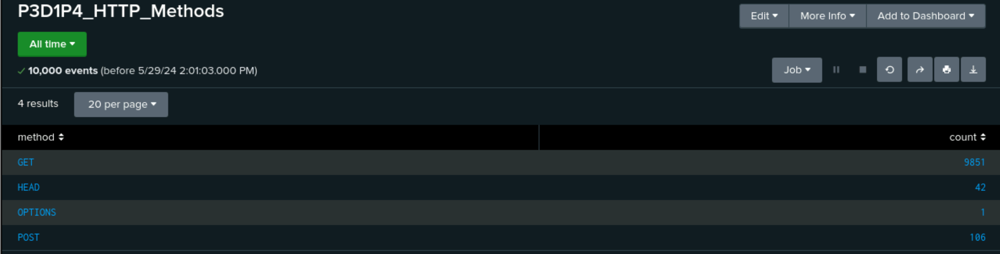 P3D1P4_HTTP_Methods
Edit More Info Add to Dashboard
All time
10,000 events (before 5/29/24 2:01:03.000 PM)
Job
4 results 20 per page
method count
GET 9851
HEAD 42
OPTIONS 1
POST 106